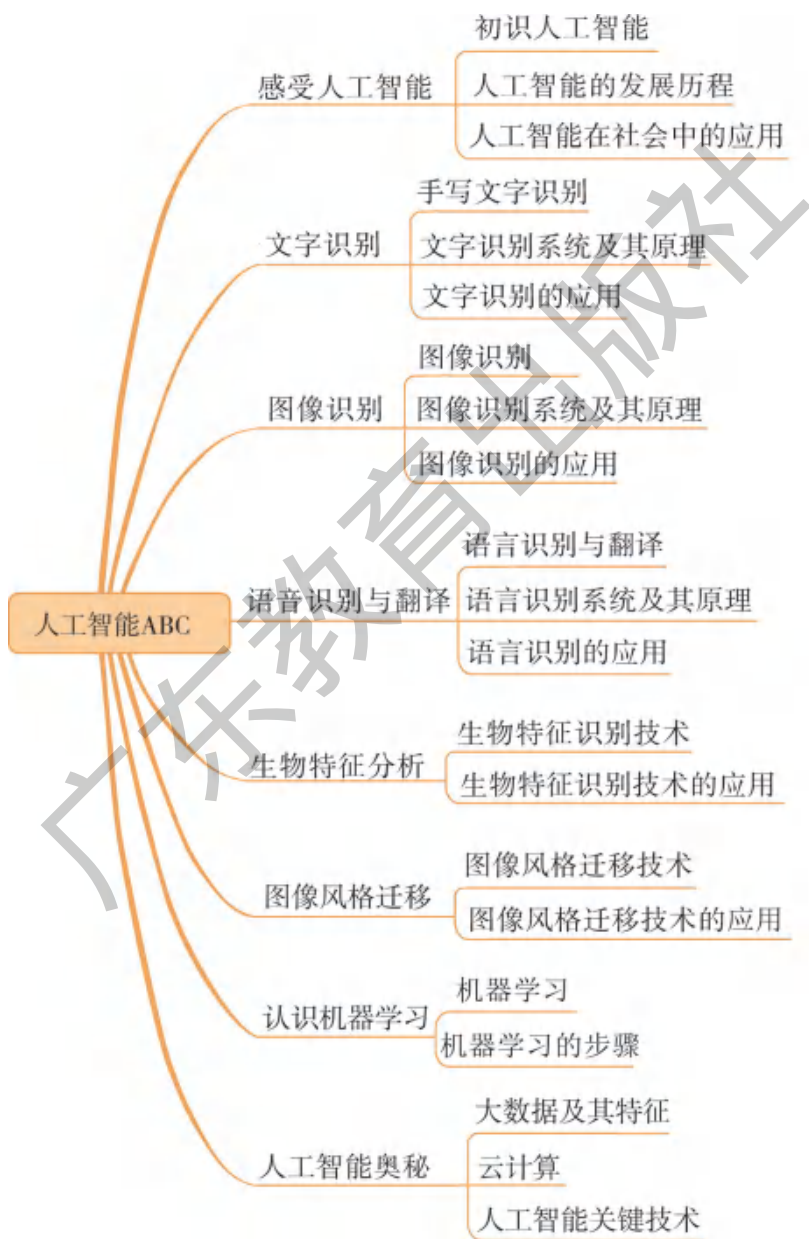 初识人工智能
感受人工智能
人工智能的发展历程
人工智能在社会中的应用
手写文字识别
文字识别
文字识别系统及其原理
文字识别的应用
图像识别
图像识别
图像识别系统及其原理
图像识别的应用
语言识别与翻译
人工智能ABC
语音识别与翻译
语言识别系统及其原理
语言识别的应用
生物特征识别技术
生物特征分析
生物特征识别技术的应用
图像风格迁移技术
图像风格迁移
图像风格迁移技术的应用
机器学习
认识机器学习
机器学习的步骤
大数据及其特征
人工智能奥秘
云计算
人工智能关键技术
广东教育出版社